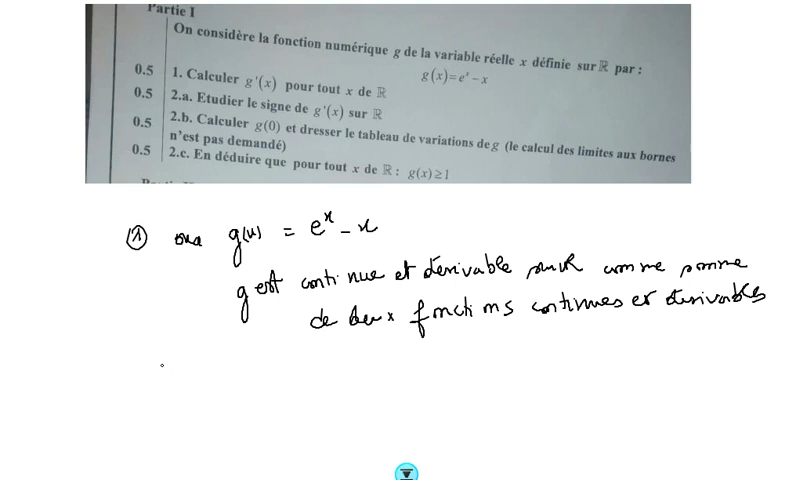 Partie I
On considère la fonction numérique g de la variable réelle x définie sur ℝ par :
g(x)=eˣ-x
0.5 1. Calculer g'(x) pour tout x de ℝ
0.5 2.a. Etudier le signe de g'(x) sur ℝ
0.5 2.b. Calculer g(0) et dresser le tableau de variations de g (le calcul des limites aux bornes
n'est pas demandé)
0.5 2.c. En déduire que pour tout x de ℝ : g(x)≥1
① on a g(x) = eˣ - x
g est continue et dérivable sur ℝ comme somme
de deux fonctions continues et dérivables